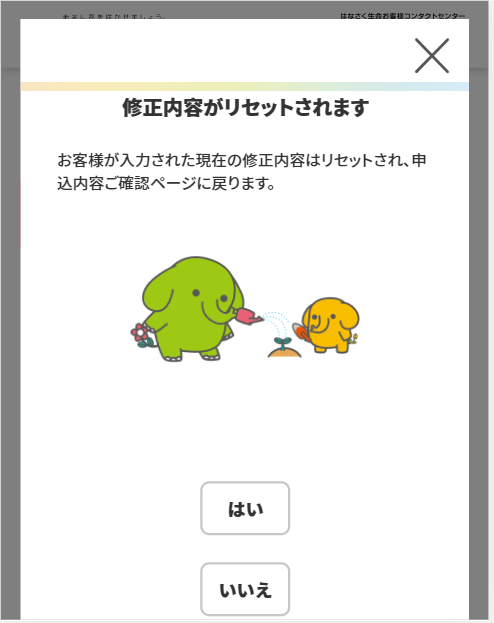 はなさく生命お客様コンタクトセンター
修正内容がリセットされます
お客様が入力された現在の修正内容はリセットされ、申
込内容ご確認ページに戻ります。
はい
いいえ